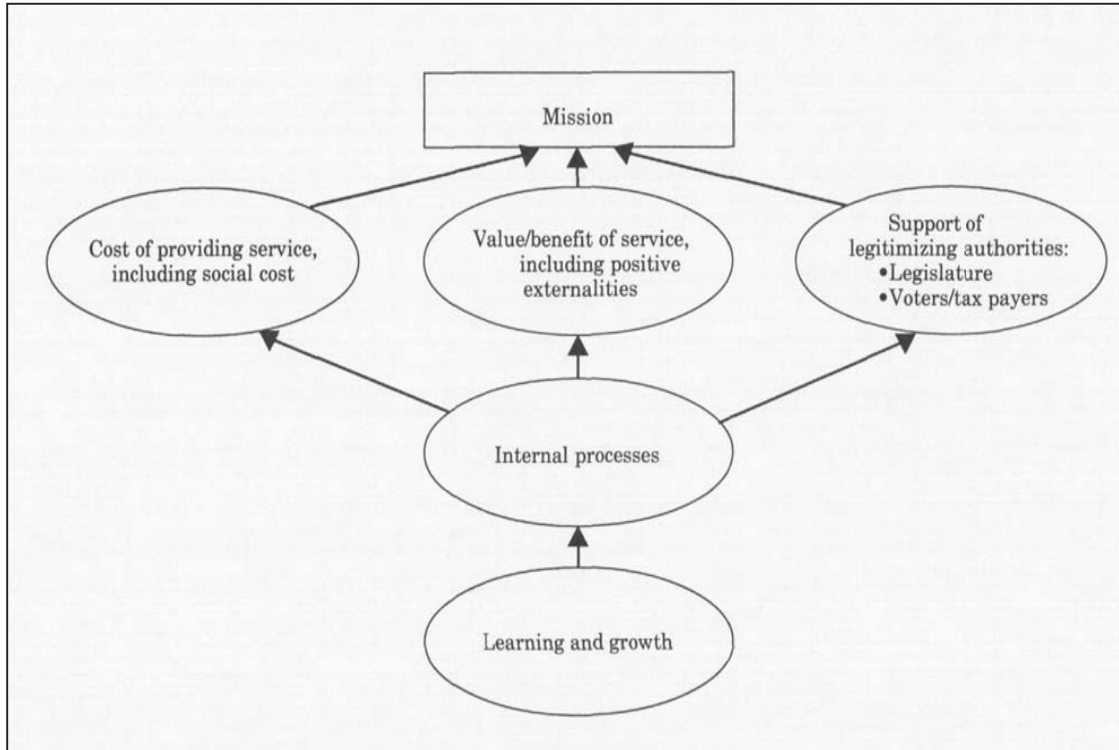 Mission
Cost of providing service,
including social cost
Value/benefit of service,
including positive
externalities
Support of
legitimizing authorities:
•Legislature
•Voters/tax payers
Internal processes
Learning and growth